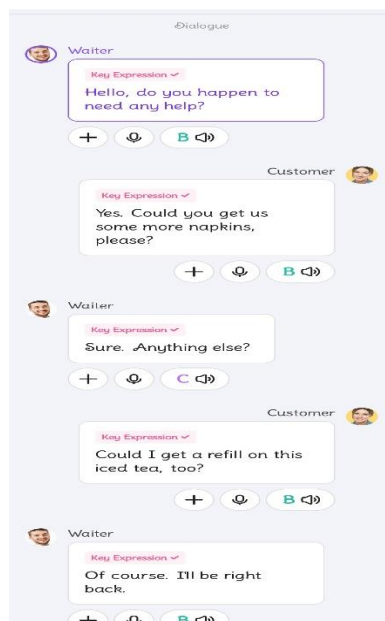 Dialogue
Waiter
Key Expression ✓
Hello, do you happen to
need any help?
B
Customer
Key Expression ✓
Yes. Could you get us
some more napkins,
please?
B
Waiter
Key Expression ✓
Sure. Anything else?
C
Customer
Key Expression ✓
Could I get a refill on this
iced tea, too?
B
Waiter
Key Expression ✓
Of course. I'll be right
back.
B